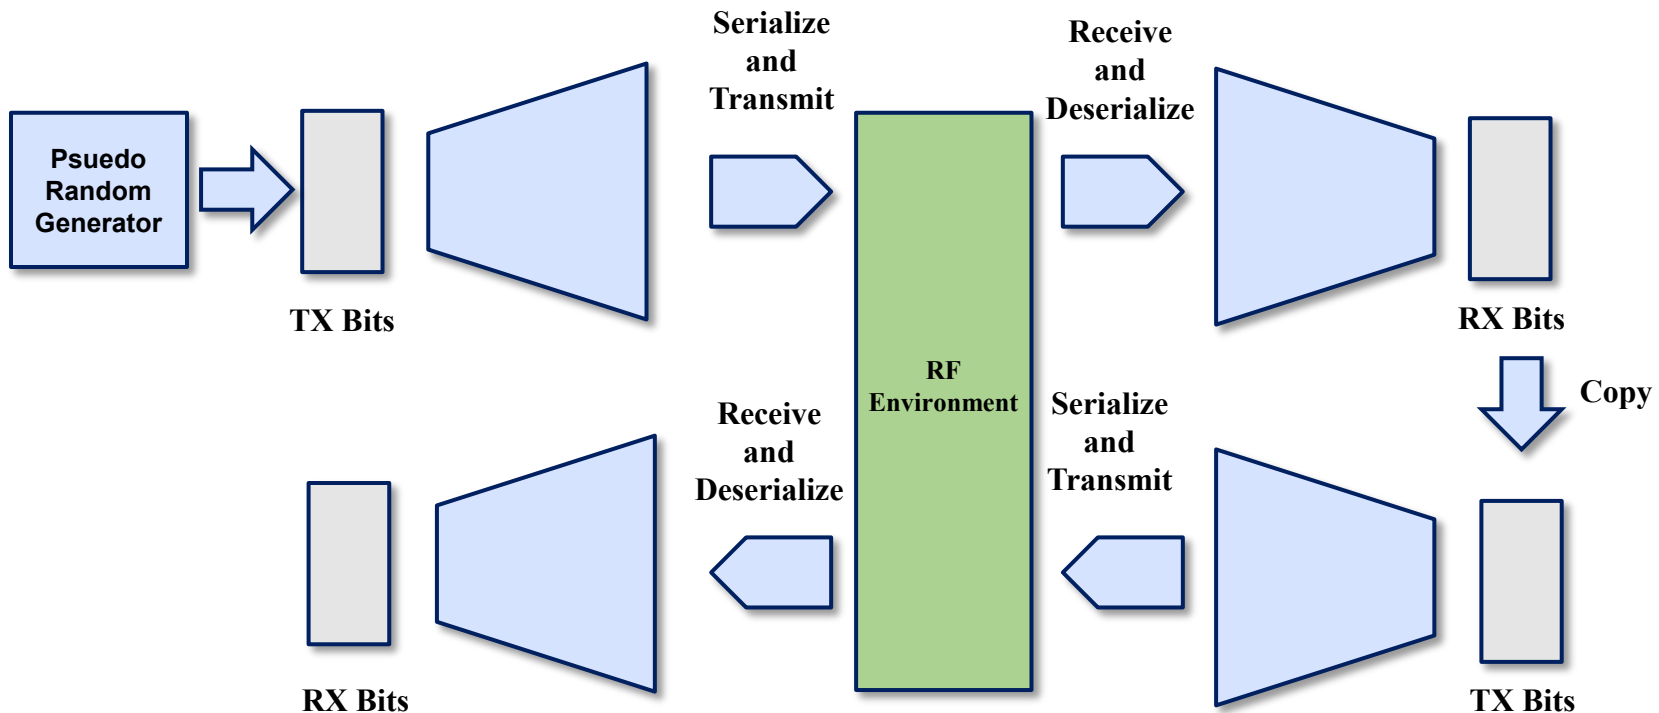 Serialize
and
Transmit
Receive
and
Deserialize
Psuedo
Random
Generator
TX Bits
RX Bits
RF
Environment
Copy
Receive
and
Deserialize
Serialize
and
Transmit
RX Bits
TX Bits